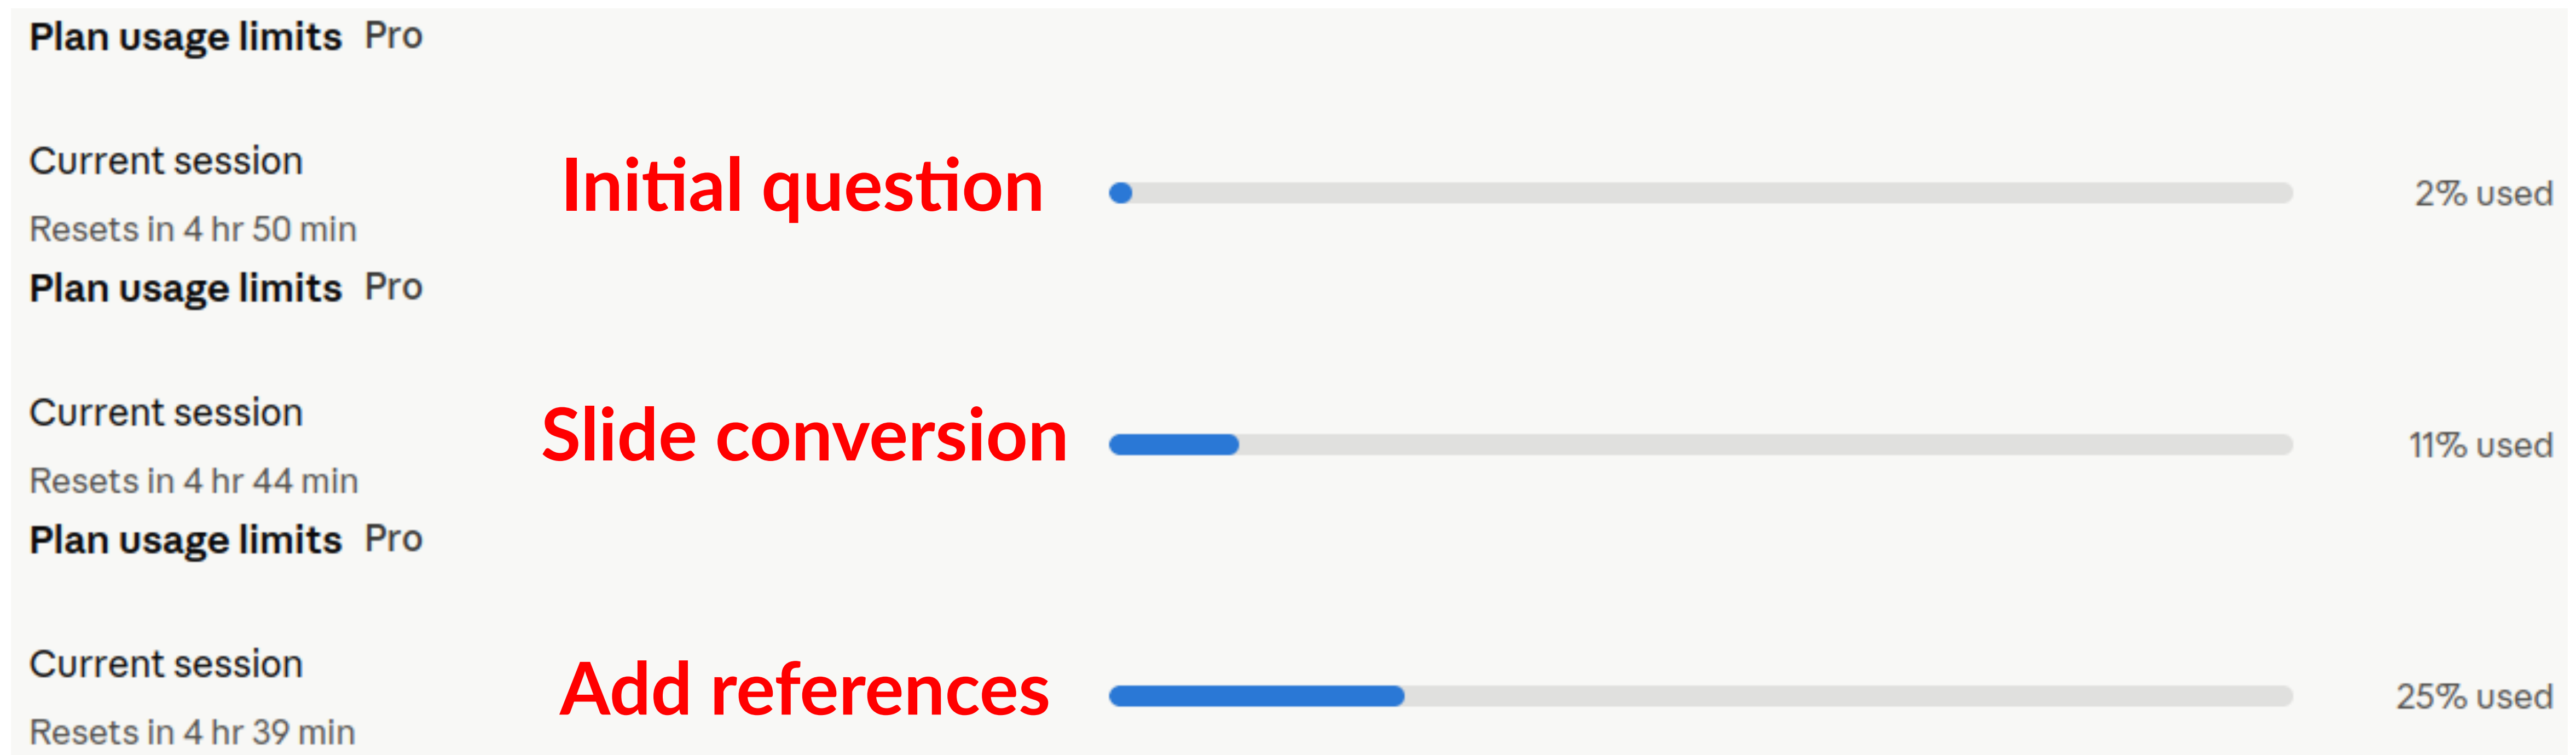 Plan usage limits Pro
Current session
Initial question
2% used
Resets in 4 hr 50 min
Plan usage limits Pro
Current session
Slide conversion
11% used
Resets in 4 hr 44 min
Plan usage limits Pro
Current session
Add references
25% used
Resets in 4 hr 39 min